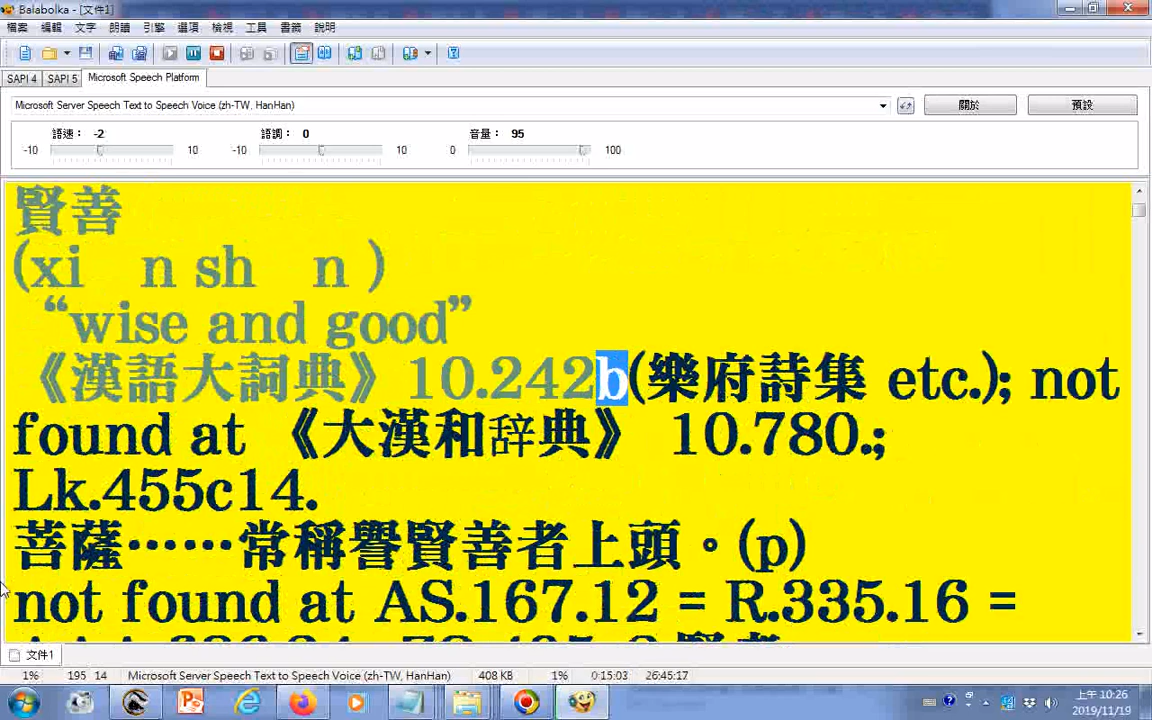 Balabolka - [文件1]
檔案 編輯 文字 朗讀 引擎 選項 檢視 工具 書籤 說明
SAPI 4 SAPI 5 Microsoft Speech Platform
Microsoft Server Speech Text to Speech Voice (zh-TW, HanHan) 關於 預設
語速： -2 語調： 0 音量： 95
-10 10 -10 10 0 100
賢善
(xi n sh n )
“wise and good”
《漢語大詞典》10.242b(樂府詩集 etc.); not
found at 《大漢和辞典》 10.780.;
Lk.455c14.
菩薩……常稱譽賢善者上頭。(p)
not found at AS.167.12 = R.335.16 =
文件1
1% 195 14 Microsoft Server Speech Text to Speech Voice (zh-TW, HanHan) 408 KB 1% 0:15:03 26:45:17
上午 10:26
2019/11/19